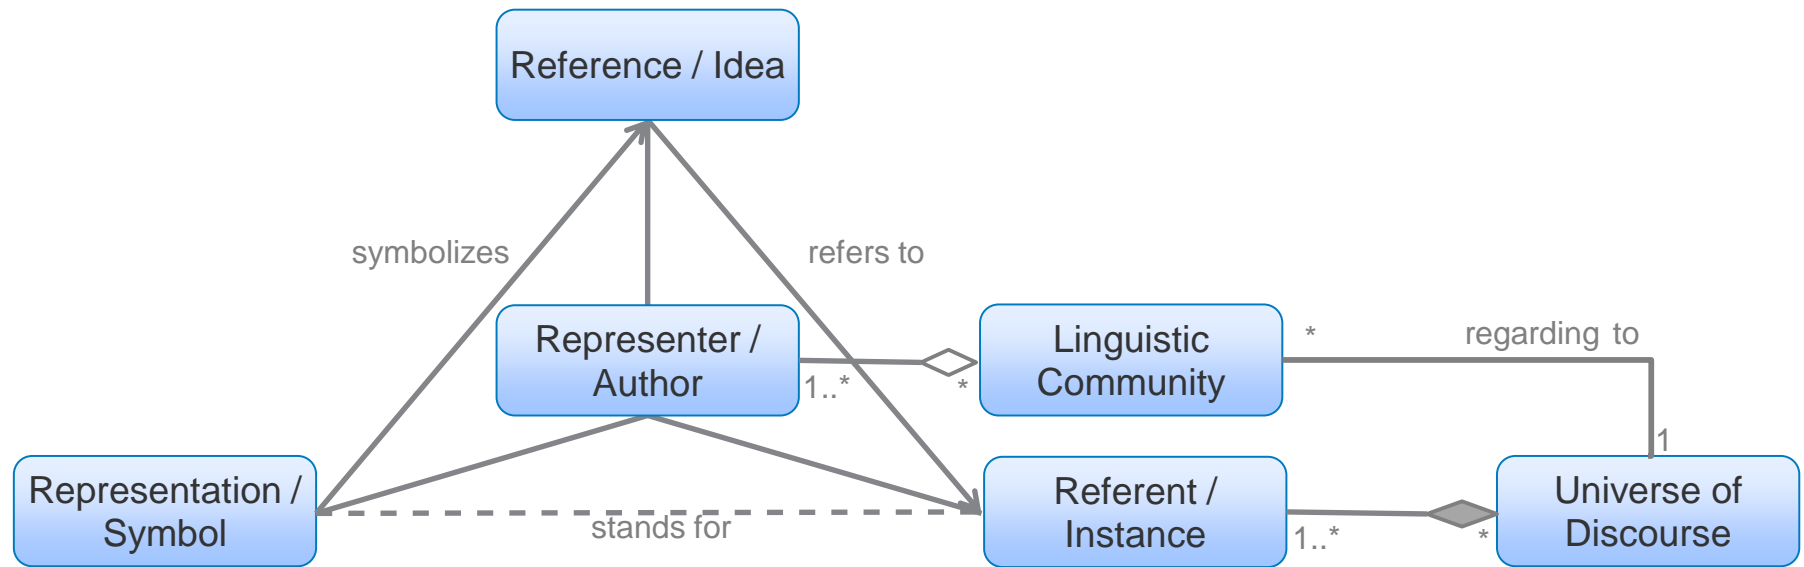 Reference / Idea
symbolizes
refers to
Representer /
Author
1..*
*
Linguistic
Community
*
regarding to
1
Representation /
Symbol
stands for
Referent /
Instance
1..*
*
Universe of
Discourse